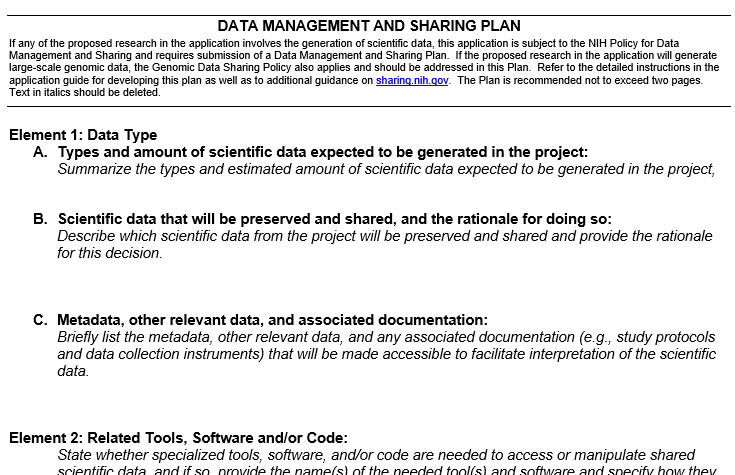 DATA MANAGEMENT AND SHARING PLAN
If any of the proposed research in the application involves the generation of scientific data, this application is subject to the NIH Policy for Data
Management and Sharing and requires submission of a Data Management and Sharing Plan.  If the proposed research in the application will generate
large-scale genomic data, the Genomic Data Sharing Policy also applies and should be addressed in this Plan.  Refer to the detailed instructions in the
application guide for developing this plan as well as to additional guidance on sharing.nih.gov.  The Plan is recommended not to exceed two pages.
Text in italics should be deleted.
Element 1: Data Type
A. Types and amount of scientific data expected to be generated in the project:
Summarize the types and estimated amount of scientific data expected to be generated in the project,
B. Scientific data that will be preserved and shared, and the rationale for doing so:
Describe which scientific data from the project will be preserved and shared and provide the rationale
for this decision.
C. Metadata, other relevant data, and associated documentation:
Briefly list the metadata, other relevant data, and any associated documentation (e.g., study protocols
and data collection instruments) that will be made accessible to facilitate interpretation of the scientific
data.
Element 2: Related Tools, Software and/or Code:
State whether specialized tools, software, and/or code are needed to access or manipulate shared
scientific data, and if so, provide the name(s) of the needed tool(s) and software and specify how they